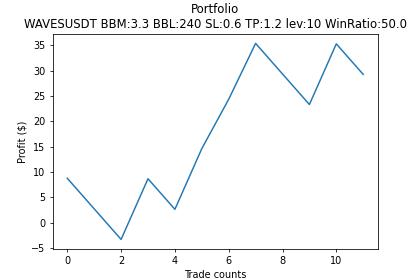 Portfolio
WAVESUSDT BBM:3.3 BBL:240 SL:0.6 TP:1.2 lev:10 WinRatio:50.0
35
30
25
20
15
10
5
0
−5
Profit ($)
0 2 4 6 8 10
Trade counts